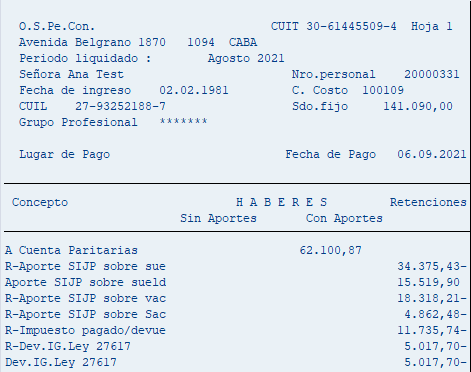 O.S.Pe.Con. CUIT 30-61445509-4 Hoja 1
Avenida Belgrano 1870 1094 CABA
Periodo liquidado : Agosto 2021
Señora Ana Test Nro.personal 20000331
Fecha de ingreso 02.02.1981 C. Costo 100109
CUIL 27-93252188-7 Sdo.fijo 141.090,00
Grupo Profesional *******
Lugar de Pago Fecha de Pago 06.09.2021
Concepto H A B E R E S Retenciones
Sin Aportes Con Aportes
A Cuenta Paritarias 62.100,87
R-Aporte SIJP sobre sue 34.375,43-
Aporte SIJP sobre sueld 15.519,90
R-Aporte SIJP sobre vac 18.318,21-
R-Aporte SIJP sobre Sac 4.862,48-
R-Impuesto pagado/devue 11.735,74-
R-Dev.IG.Ley 27617 5.017,70-
Dev.IG.Ley 27617 5.017,70-